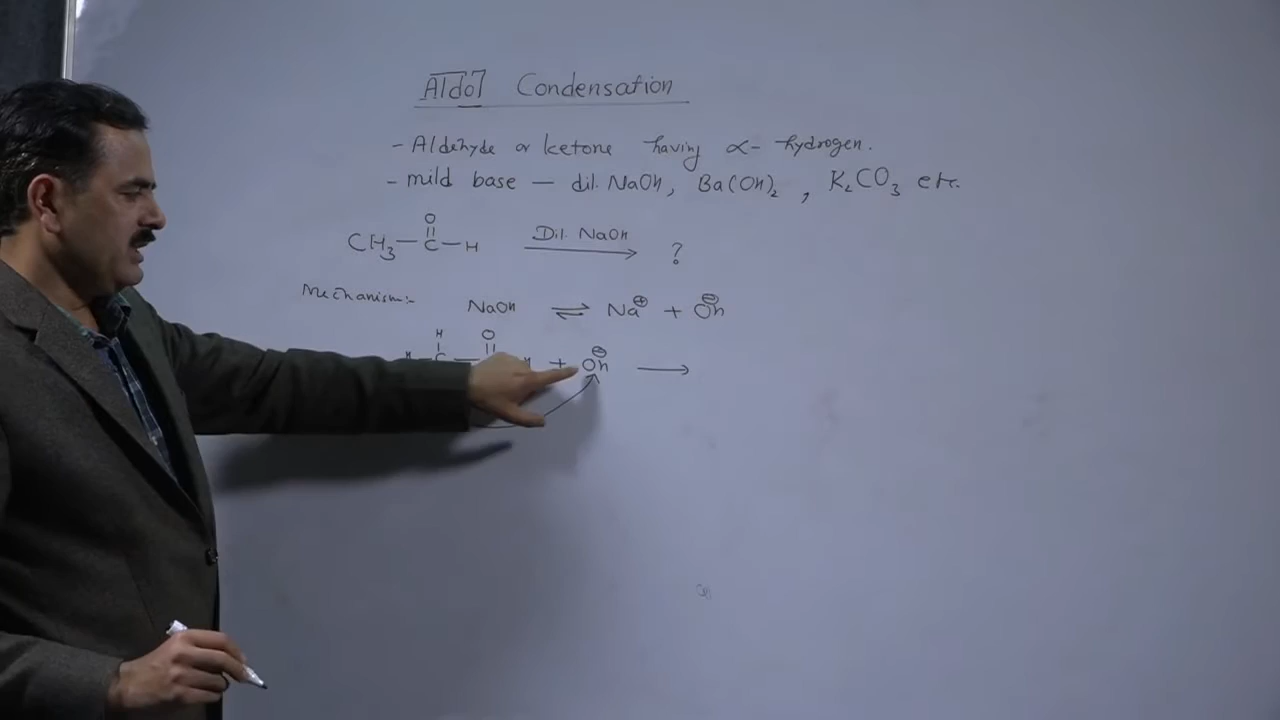 Aldol Condensation
- Aldehyde or ketone having α- hydrogen.
- mild base — dil. NaOH, Ba(OH)₂, K₂CO₃ etc.
O
CH₃—C—H Dil. NaOH → ?
Mechanism:- NaOH ⇌ Na⊕ + ⊖OH
H O
H C H + ⊖OH →